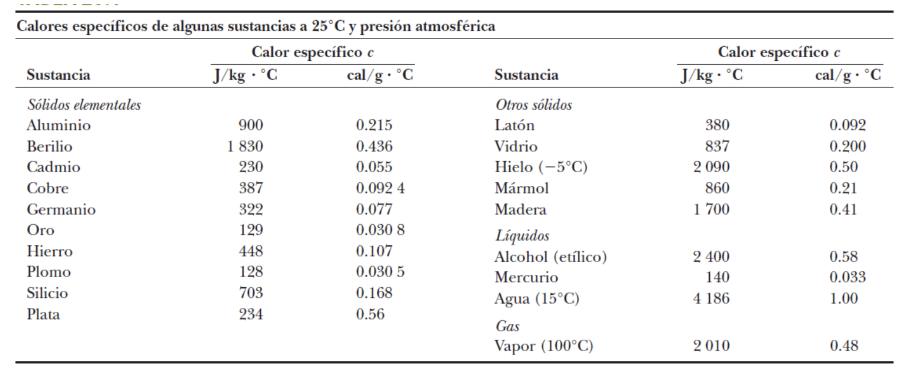 Calores específicos de algunas sustancias a 25°C y presión atmosférica
Calor específico c
Sustancia J/kg · °C cal/g · °C
Sólidos elementales
Aluminio 900 0.215
Berilio 1 830 0.436
Cadmio 230 0.055
Cobre 387 0.092 4
Germanio 322 0.077
Oro 129 0.030 8
Hierro 448 0.107
Plomo 128 0.030 5
Silicio 703 0.168
Plata 234 0.56
Calor específico c
Sustancia J/kg · °C cal/g · °C
Otros sólidos
Latón 380 0.092
Vidrio 837 0.200
Hielo (−5°C) 2 090 0.50
Mármol 860 0.21
Madera 1 700 0.41
Líquidos
Alcohol (etílico) 2 400 0.58
Mercurio 140 0.033
Agua (15°C) 4 186 1.00
Gas
Vapor (100°C) 2 010 0.48